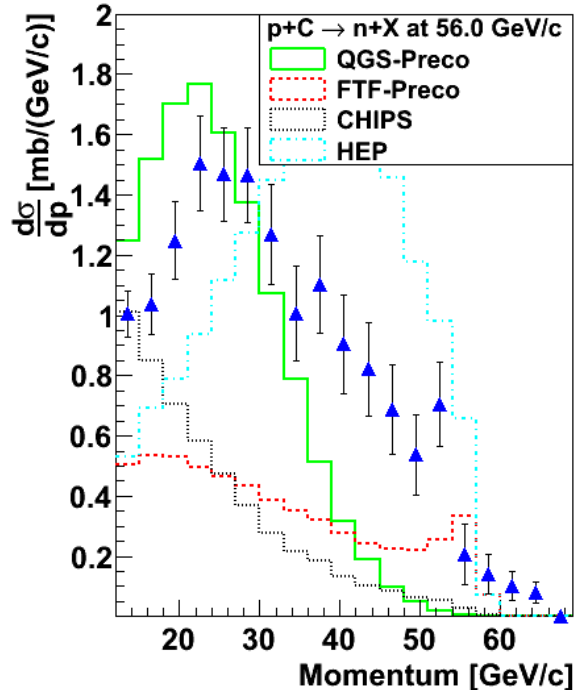 p+C → n+X at 56.0 GeV/c
QGS-Preco
FTF-Preco
CHIPS
HEP
dσ/dp [mb/(GeV/c)]
2
1.8
1.6
1.4
1.2
1
0.8
0.6
0.4
0.2
20 30 40 50 60
Momentum [GeV/c]